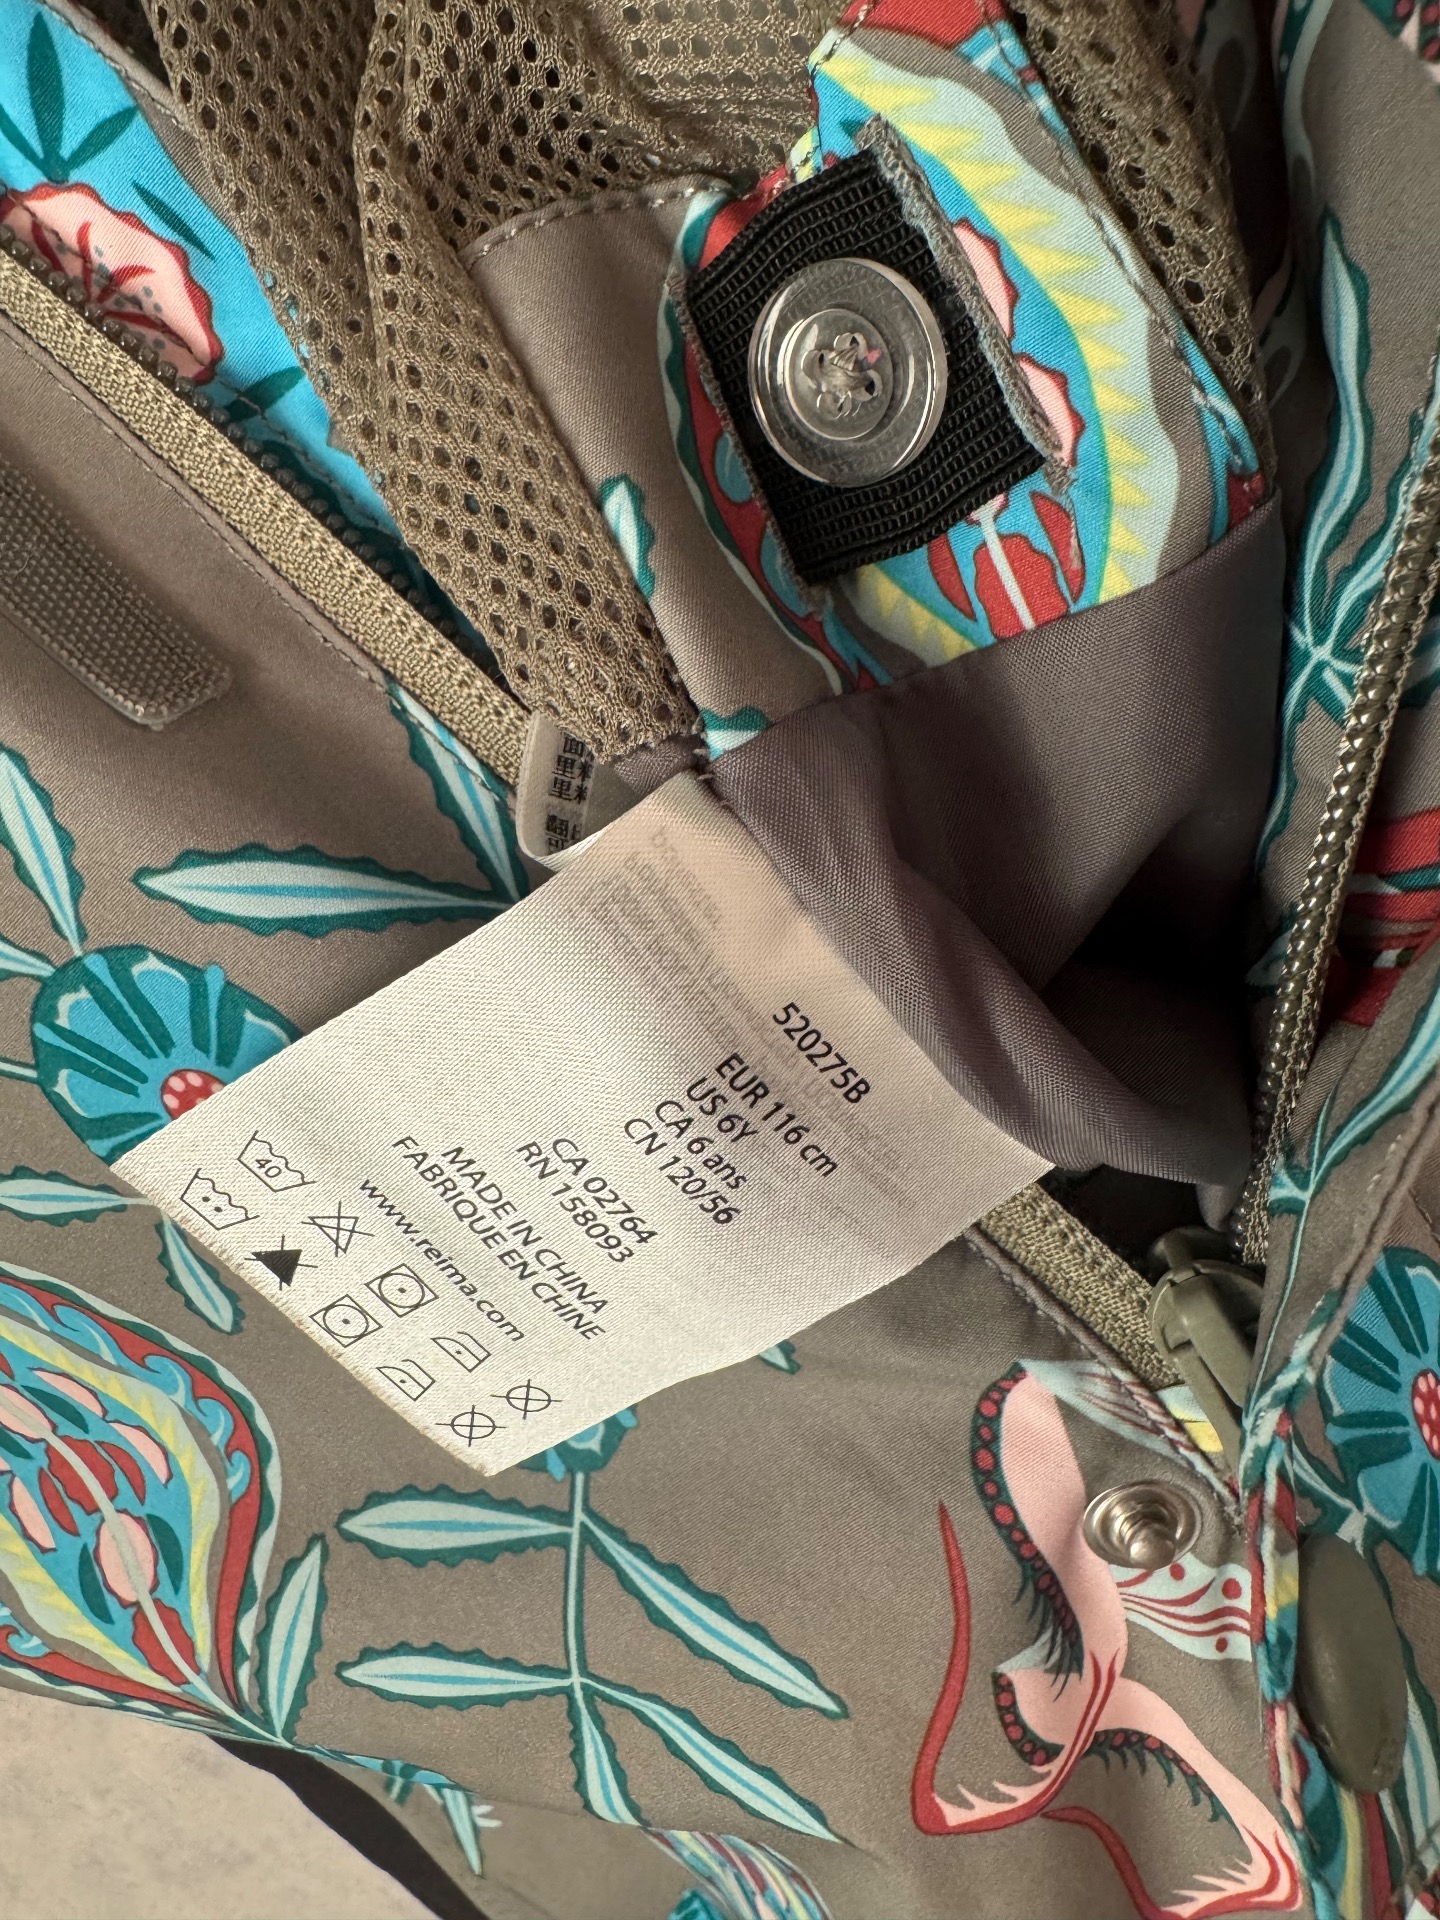 520275B
EUR 116 cm
US 6Y
CA 6 ans
CN 120/56
CA 02764
RN 158093
MADE IN CHINA
FABRIQUE EN CHINE
www.reima.com
40